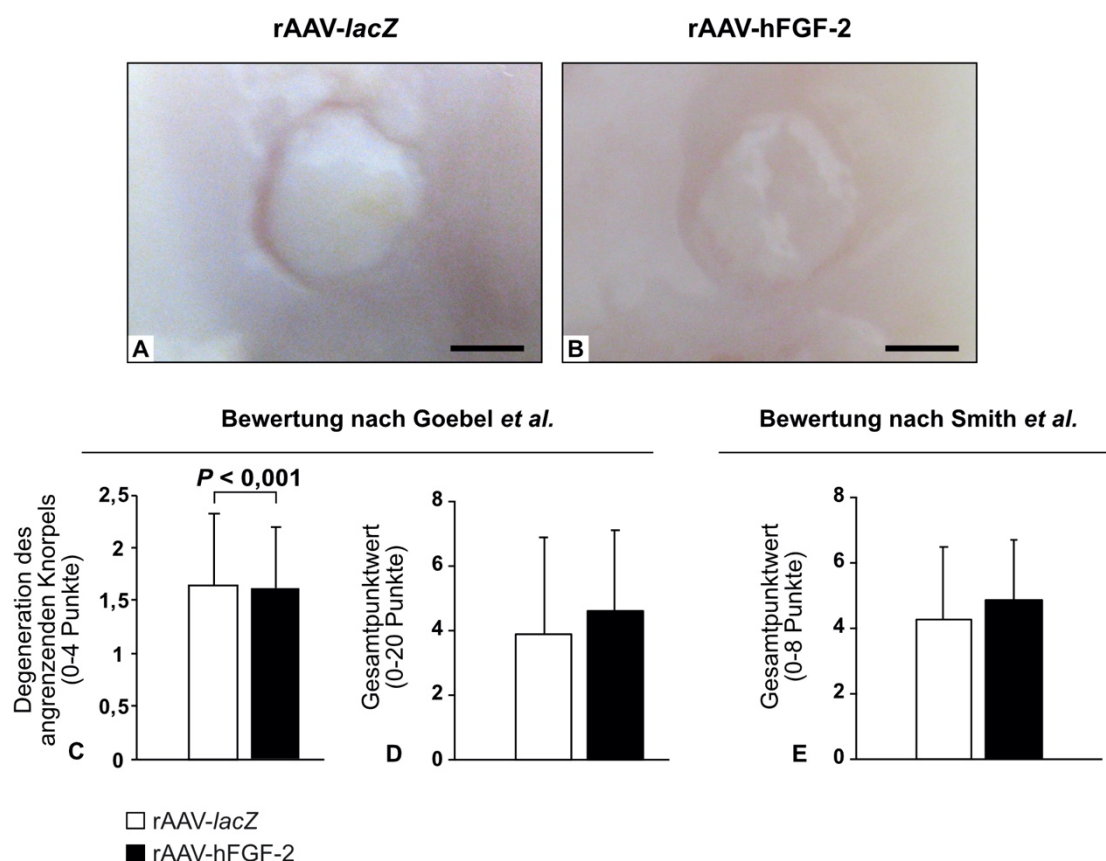 rAAV-lacZ
rAAV-hFGF-2
A
B
Bewertung nach Goebel et al.
Bewertung nach Smith et al.
P < 0,001
Degeneration des
angrenzenden Knorpels
(0-4 Punkte)
2,5
2
1,5
1
0,5
0
C
Gesamtpunktwert
(0-20 Punkte)
8
6
4
2
0
D
Gesamtpunktwert
(0-8 Punkte)
8
6
4
2
0
E
rAAV-lacZ
rAAV-hFGF-2